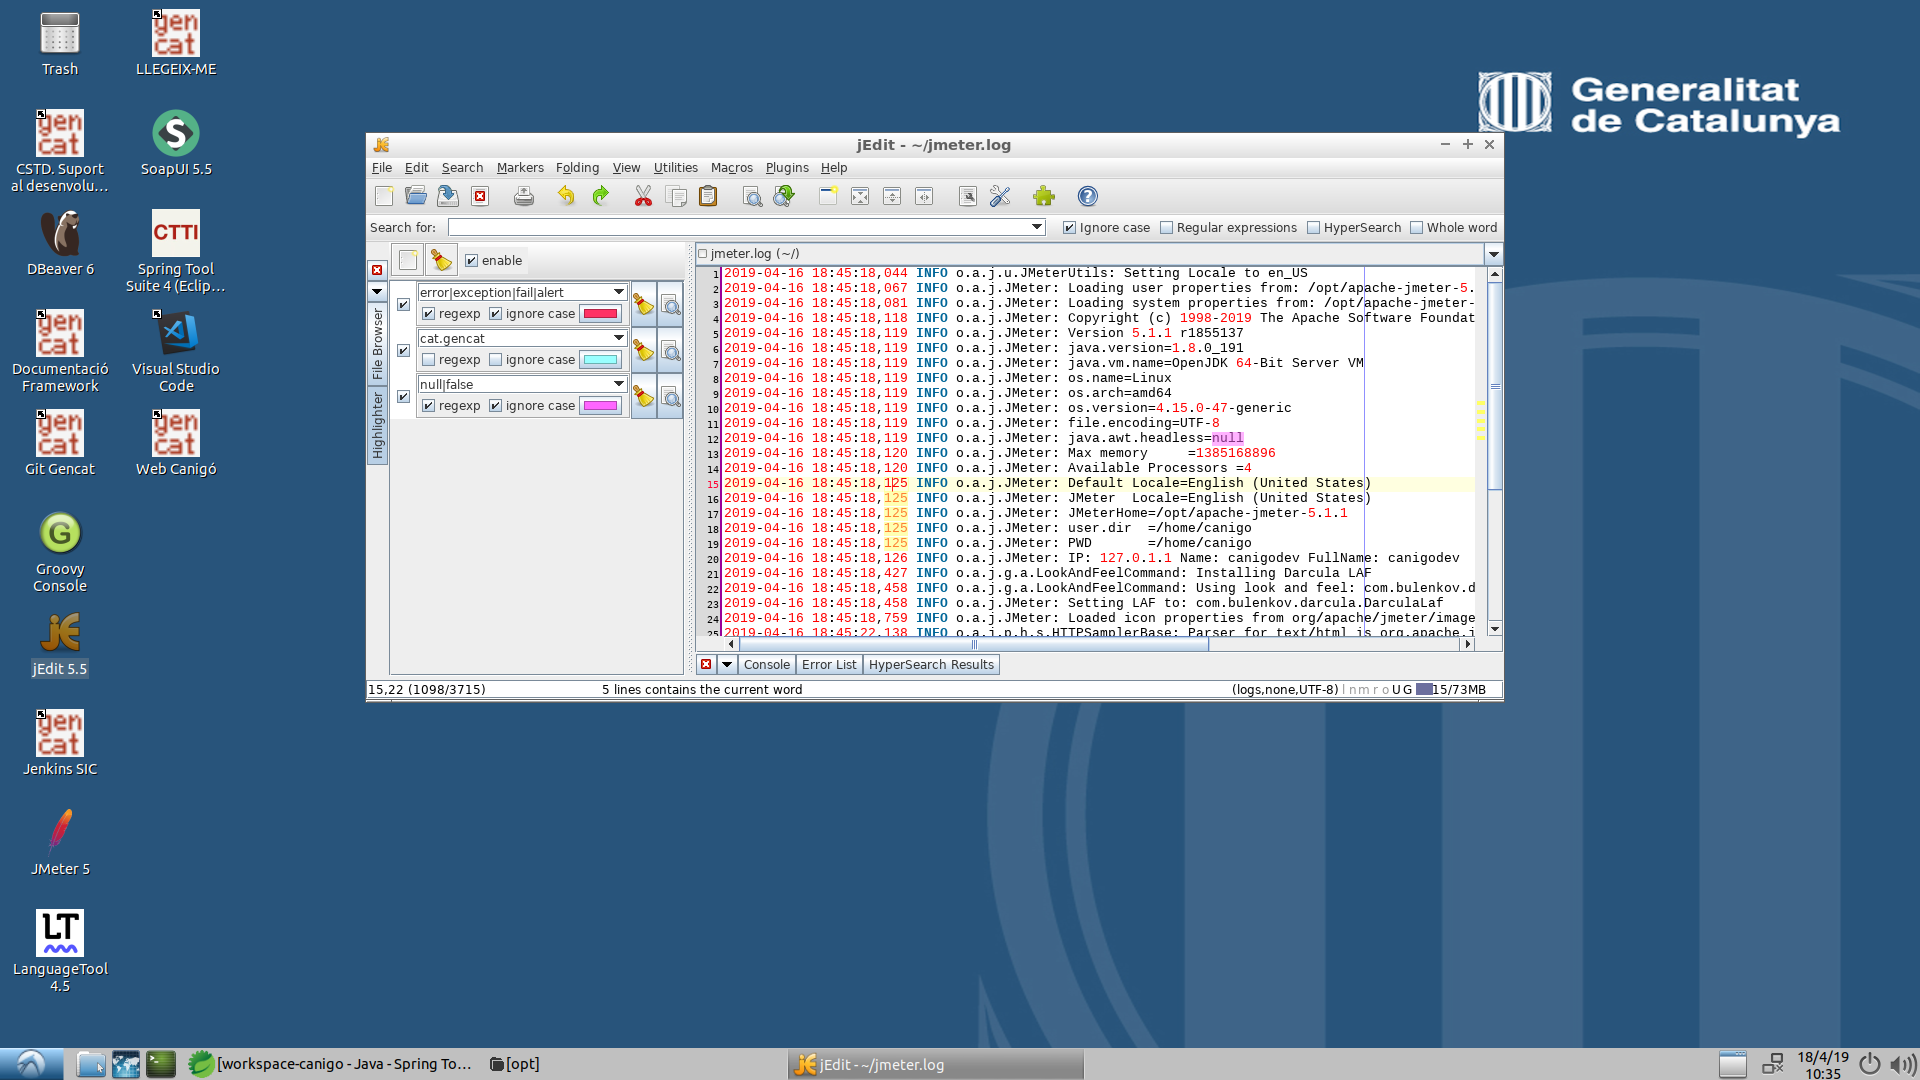 Trash
LLEGEIX-ME
CSTD. Suport
al desenvolu…
SoapUI 5.5
DBeaver 6
CTTI
Spring Tool
Suite 4 (Eclip…
Documentació
Framework
Visual Studio
Code
Git Gencat
Web Canigó
Groovy
Console
jEdit 5.5
Jenkins SIC
JMeter 5
LT
LanguageTool
4.5
gen
cat
gen
cat
gen
cat
gen
cat
gen
cat
gen
cat
S
G
Generalitat
de Catalunya
jEdit - ~/jmeter.log
File Edit Search Markers Folding View Utilities Macros Plugins Help
Search for: Ignore case Regular expressions HyperSearch Whole word
enable
File Browser
Highlighter
error|exception|fail|alert
regexp ignore case
cat.gencat
regexp ignore case
null|false
regexp ignore case
jmeter.log (~/)
1 2019-04-16 18:45:18,044 INFO o.a.j.u.JMeterUtils: Setting Locale to en_US
2 2019-04-16 18:45:18,067 INFO o.a.j.JMeter: Loading user properties from: /opt/apache-jmeter-5.
3 2019-04-16 18:45:18,081 INFO o.a.j.JMeter: Loading system properties from: /opt/apache-jmeter-
4 2019-04-16 18:45:18,118 INFO o.a.j.JMeter: Copyright (c) 1998-2019 The Apache Software Foundat
5 2019-04-16 18:45:18,119 INFO o.a.j.JMeter: Version 5.1.1 r1855137
6 2019-04-16 18:45:18,119 INFO o.a.j.JMeter: java.version=1.8.0_191
7 2019-04-16 18:45:18,119 INFO o.a.j.JMeter: java.vm.name=OpenJDK 64-Bit Server VM
8 2019-04-16 18:45:18,119 INFO o.a.j.JMeter: os.name=Linux
9 2019-04-16 18:45:18,119 INFO o.a.j.JMeter: os.arch=amd64
10 2019-04-16 18:45:18,119 INFO o.a.j.JMeter: os.version=4.15.0-47-generic
11 2019-04-16 18:45:18,119 INFO o.a.j.JMeter: file.encoding=UTF-8
12 2019-04-16 18:45:18,119 INFO o.a.j.JMeter: java.awt.headless=null
13 2019-04-16 18:45:18,120 INFO o.a.j.JMeter: Max memory     =1385168896
14 2019-04-16 18:45:18,120 INFO o.a.j.JMeter: Available Processors =4
15 2019-04-16 18:45:18,125 INFO o.a.j.JMeter: Default Locale=English (United States)
16 2019-04-16 18:45:18,125 INFO o.a.j.JMeter: JMeter  Locale=English (United States)
17 2019-04-16 18:45:18,125 INFO o.a.j.JMeter: JMeterHome=/opt/apache-jmeter-5.1.1
18 2019-04-16 18:45:18,125 INFO o.a.j.JMeter: user.dir  =/home/canigo
19 2019-04-16 18:45:18,125 INFO o.a.j.JMeter: PWD       =/home/canigo
20 2019-04-16 18:45:18,126 INFO o.a.j.JMeter: IP: 127.0.1.1 Name: canigodev FullName: canigodev
21 2019-04-16 18:45:18,427 INFO o.a.j.g.a.LookAndFeelCommand: Installing Darcula LAF
22 2019-04-16 18:45:18,458 INFO o.a.j.g.a.LookAndFeelCommand: Using look and feel: com.bulenkov.d
23 2019-04-16 18:45:18,458 INFO o.a.j.JMeter: Setting LAF to: com.bulenkov.darcula.DarculaLaf
24 2019-04-16 18:45:18,759 INFO o.a.j.JMeter: Loaded icon properties from org/apache/jmeter/image
25 2019-04-16 18:45:22,138 INFO o.a.j.p.h.s.HTTPSamplerBase: Parser for text/html is org.apache.j
Console Error List HyperSearch Results
15,22 (1098/3715) 5 lines contains the current word (logs,none,UTF-8) l n m r o U G 15/73MB
[workspace-canigo - Java - Spring To…
[opt]
jEdit - ~/jmeter.log
18/4/19
10:35